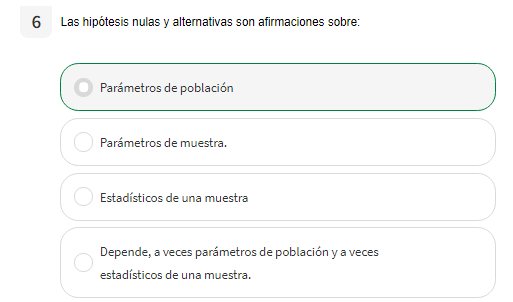 6 Las hipótesis nulas y alternativas son afirmaciones sobre:
Parámetros de población
Parámetros de muestra.
Estadísticos de una muestra
Depende, a veces parámetros de población y a veces
estadísticos de una muestra.